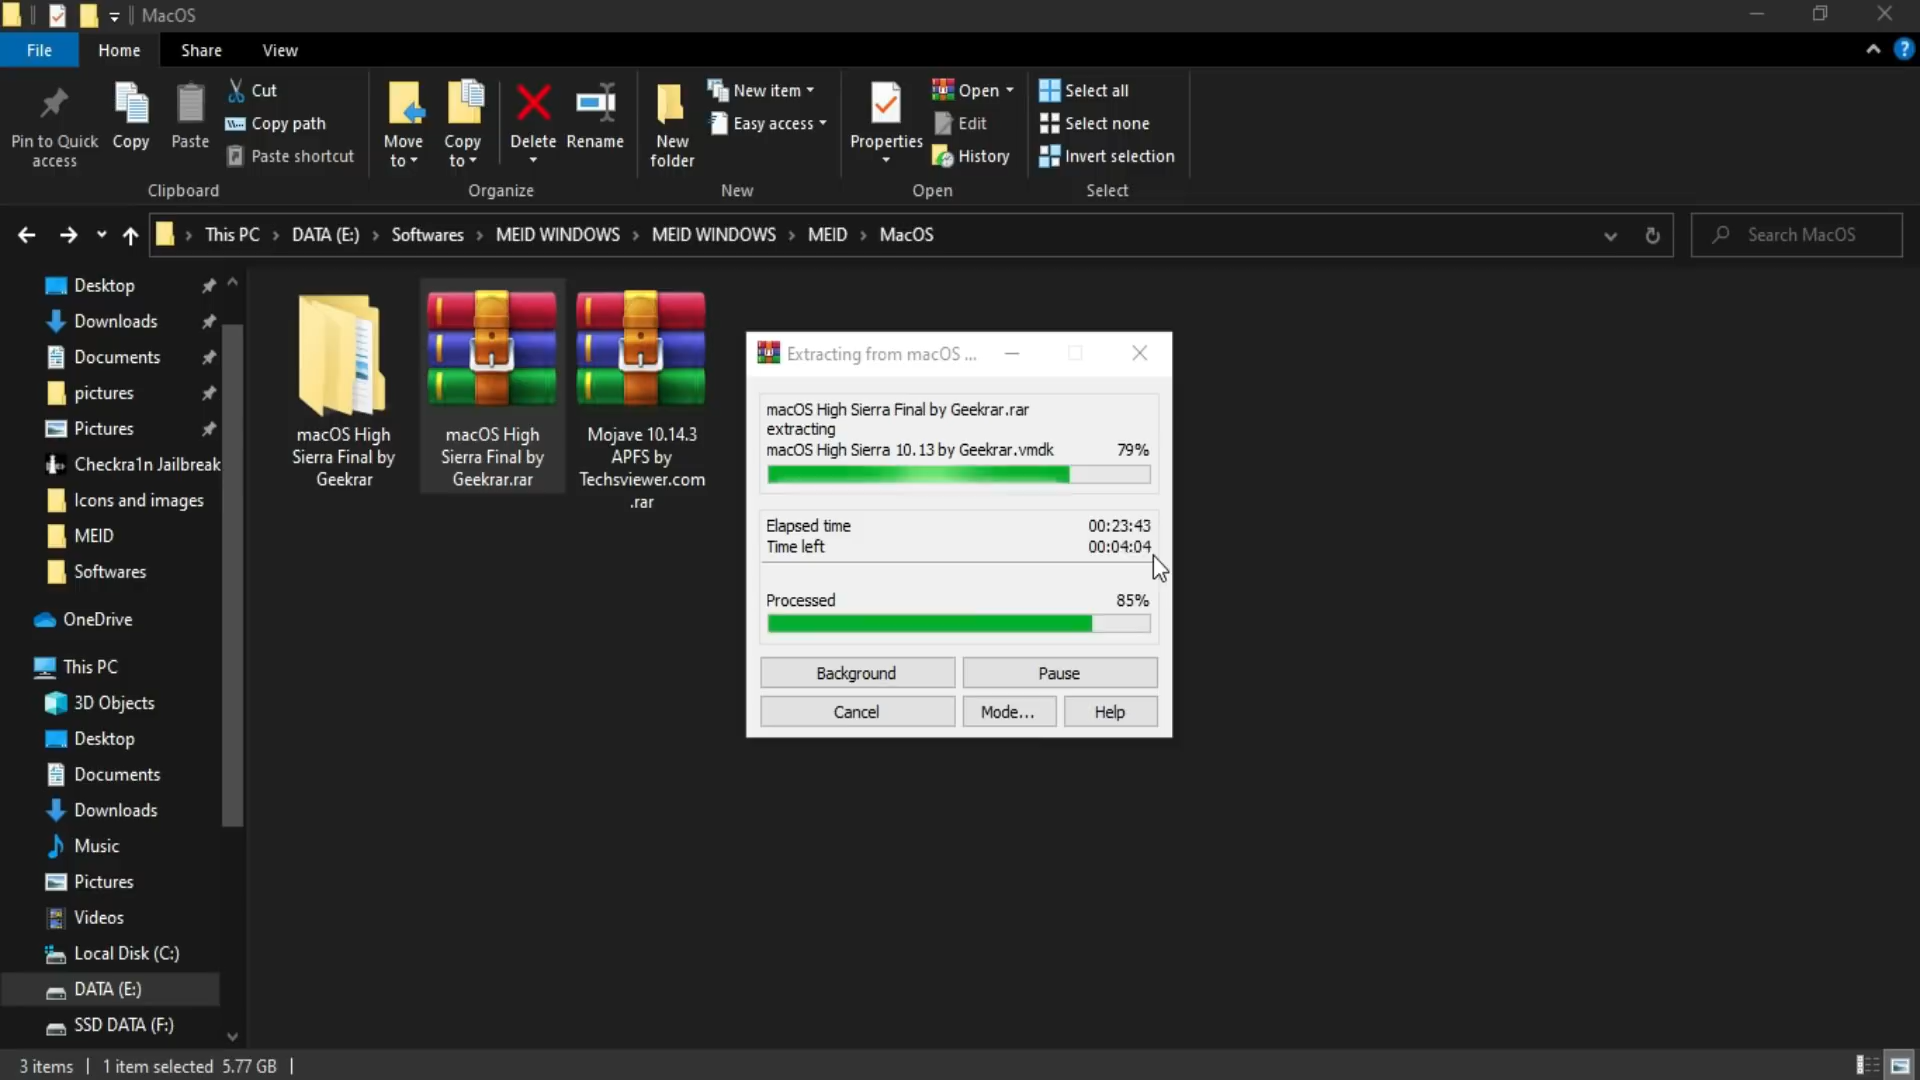 MacOS
File Home Share View
Pin to Quick access
Copy
Paste
Cut
Copy path
Paste shortcut
Clipboard
Move to
Copy to
Delete
Rename
Organize
New folder
New item
Easy access
New
Properties
Open
Edit
History
Open
Select all
Select none
Invert selection
Select
This PC > DATA (E:) > Softwares > MEID WINDOWS > MEID WINDOWS > MEID > MacOS
Search MacOS
Desktop
Downloads
Documents
pictures
Pictures
Checkra1n Jailbreak
Icons and images
MEID
Softwares
OneDrive
This PC
3D Objects
Desktop
Documents
Downloads
Music
Pictures
Videos
Local Disk (C:)
DATA (E:)
SSD DATA (F:)
macOS High
Sierra Final by
Geekrar
macOS High
Sierra Final by
Geekrar.rar
Mojave 10.14.3
APFS by
Techsviewer.com
.rar
Extracting from macOS ...
macOS High Sierra Final by Geekrar.rar
extracting
macOS High Sierra 10.13 by Geekrar.vmdk 79%
Elapsed time 00:23:43
Time left 00:04:04
Processed 85%
Background Pause
Cancel Mode... Help
3 items | 1 item selected 5.77 GB |